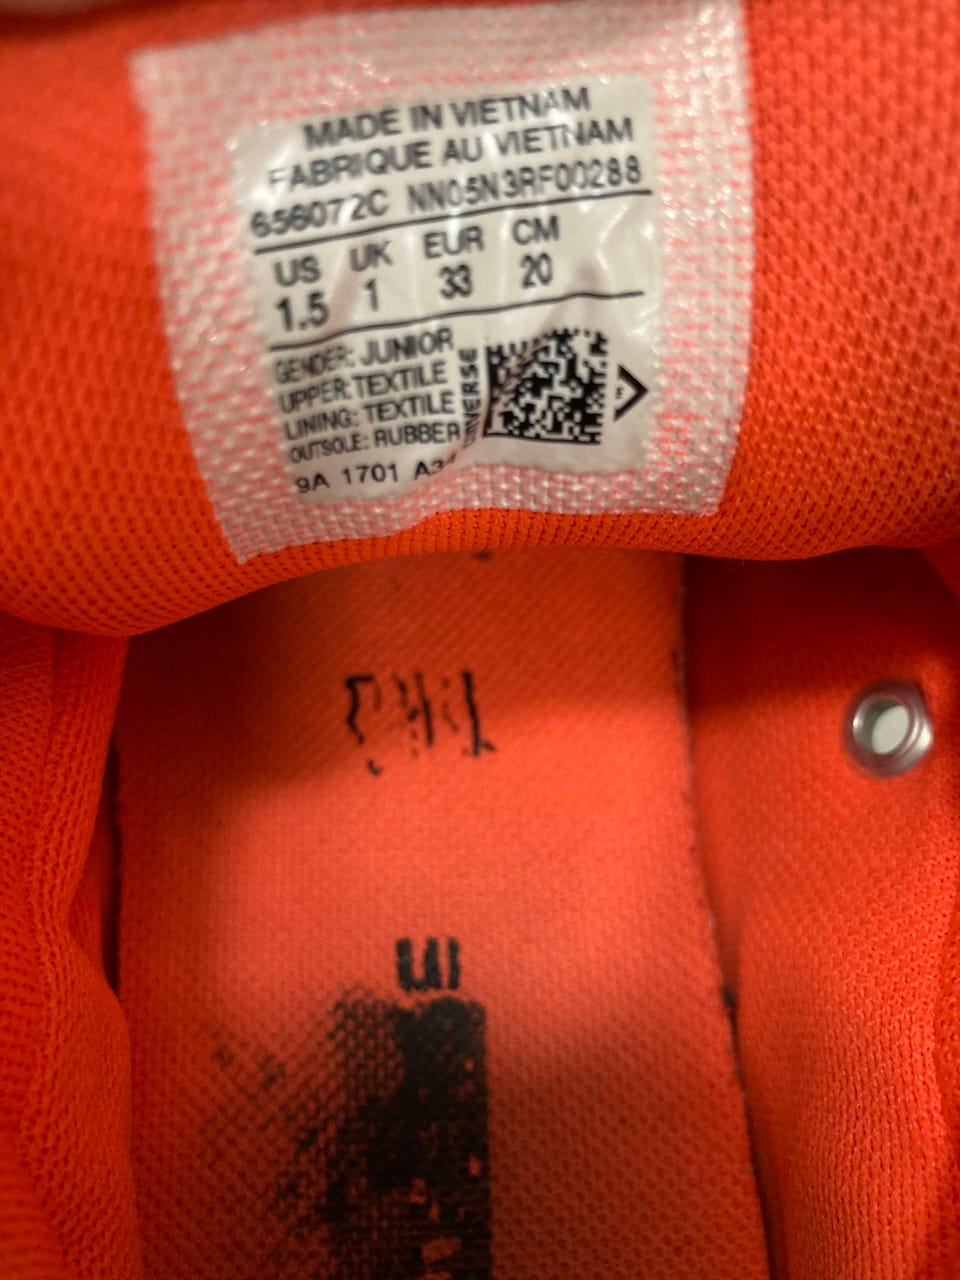 MADE IN VIETNAM
FABRIQUE AU VIETNAM
656072C NN05N3RF00288
US UK EUR CM
1.5 1 33 20
GENDER: JUNIOR
UPPER: TEXTILE
LINING: TEXTILE
OUTSOLE: RUBBER
CONVERSE
9A 1701